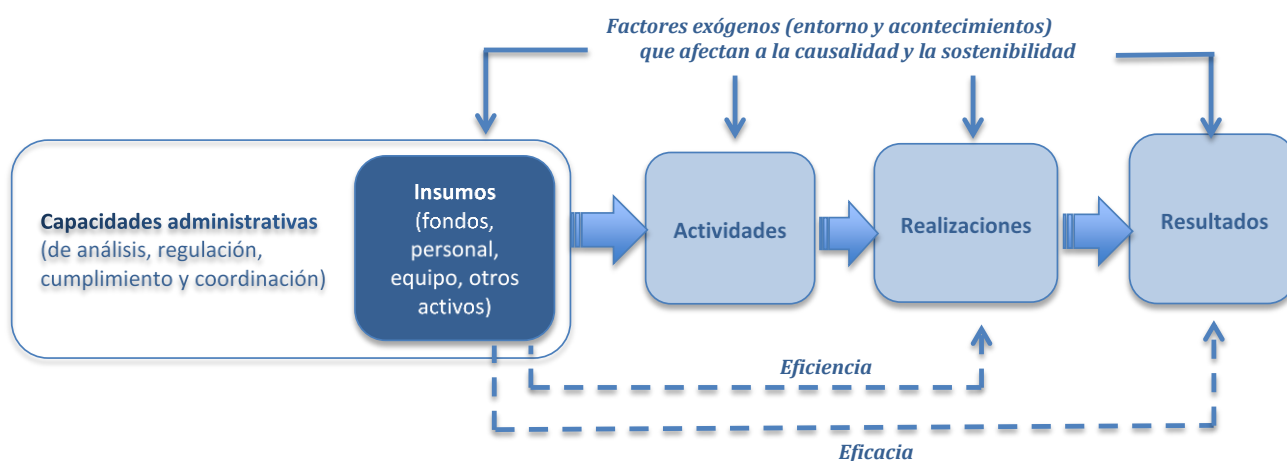 Factores exógenos (entorno y acontecimientos)
que afectan a la causalidad y la sostenibilidad
Capacidades administrativas
(de análisis, regulación,
cumplimiento y coordinación)
Insumos
(fondos,
personal,
equipo, otros
activos)
Actividades
Realizaciones
Resultados
Eficiencia
Eficacia